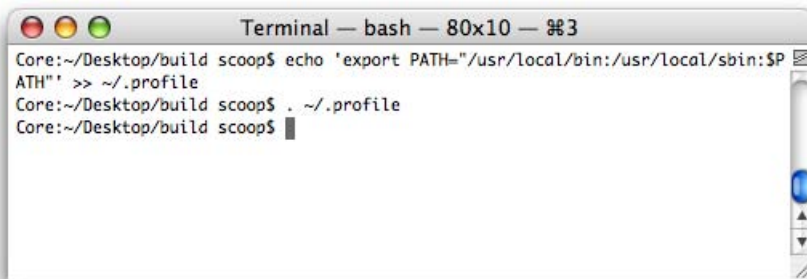 Terminal — bash — 80x10 — ⌘3
Core:~/Desktop/build scoop$ echo 'export PATH="/usr/local/bin:/usr/local/sbin:$P
ATH"' >> ~/.profile
Core:~/Desktop/build scoop$ . ~/.profile
Core:~/Desktop/build scoop$